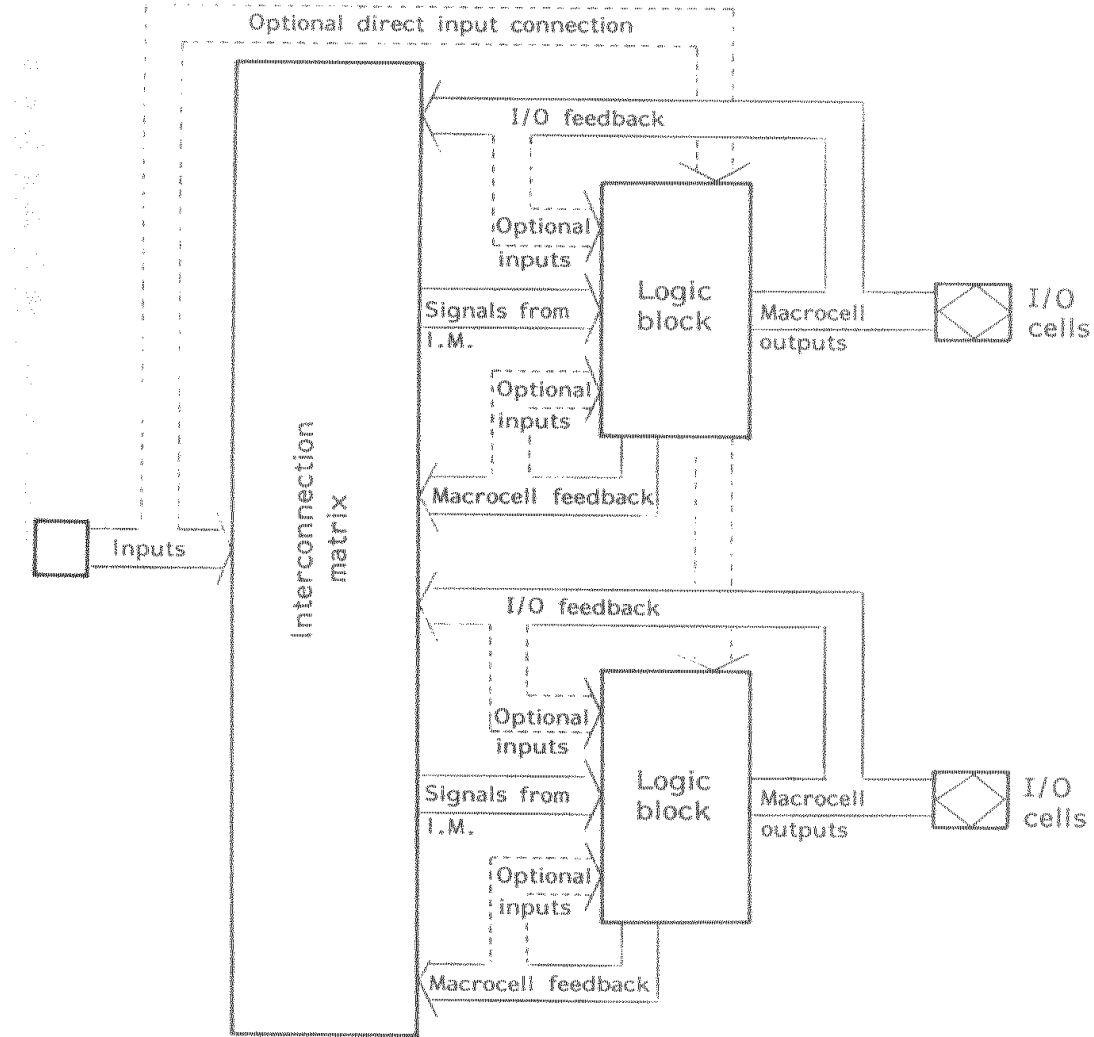 Optional direct input connection
I/O feedback
Optional
inputs
Signals from
I.M.
Optional
inputs
Macrocell feedback
Logic
block
Macrocell
outputs
I/O
cells
Inputs
Interconnection
matrix
I/O feedback
Optional
inputs
Signals from
I.M.
Optional
inputs
Macrocell feedback
Logic
block
Macrocell
outputs
I/O
cells